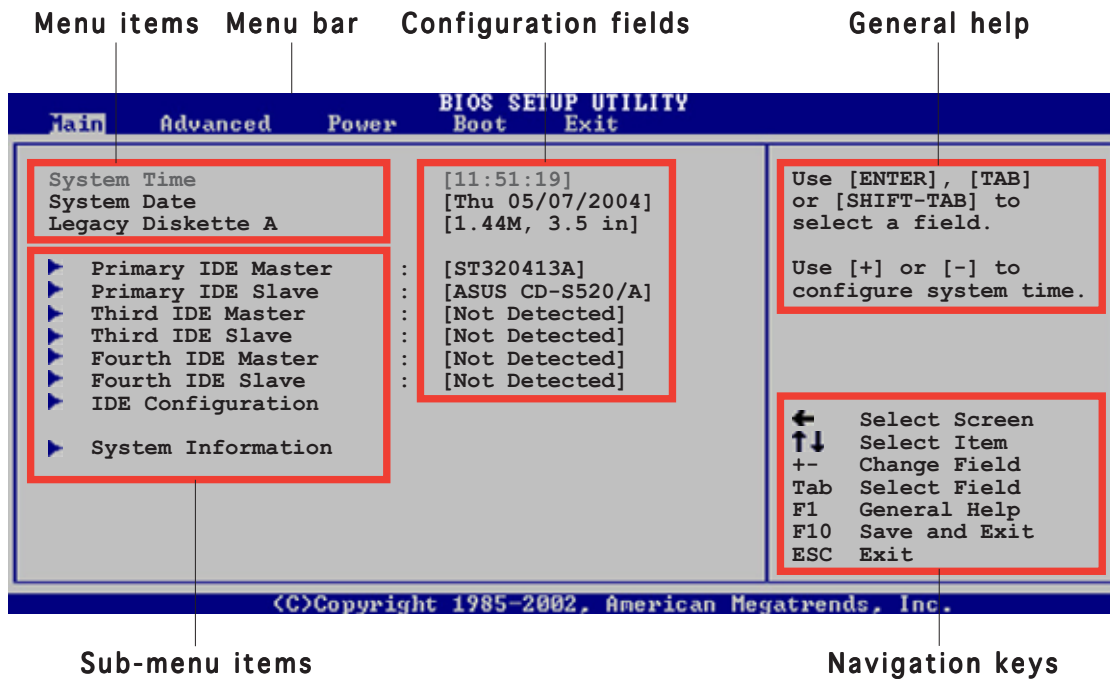 Menu items Menu bar Configuration fields General help
BIOS SETUP UTILITY
Main Advanced Power Boot Exit
System Time [11:51:19]
System Date [Thu 05/07/2004]
Legacy Diskette A [1.44M, 3.5 in]
Primary IDE Master : [ST320413A]
Primary IDE Slave : [ASUS CD-S520/A]
Third IDE Master : [Not Detected]
Third IDE Slave : [Not Detected]
Fourth IDE Master : [Not Detected]
Fourth IDE Slave : [Not Detected]
IDE Configuration
System Information
Use [ENTER], [TAB]
or [SHIFT-TAB] to
select a field.
Use [+] or [-] to
configure system time.
← Select Screen
↑↓ Select Item
+- Change Field
Tab Select Field
F1 General Help
F10 Save and Exit
ESC Exit
(C)Copyright 1985-2002, American Megatrends, Inc.
Sub-menu items Navigation keys